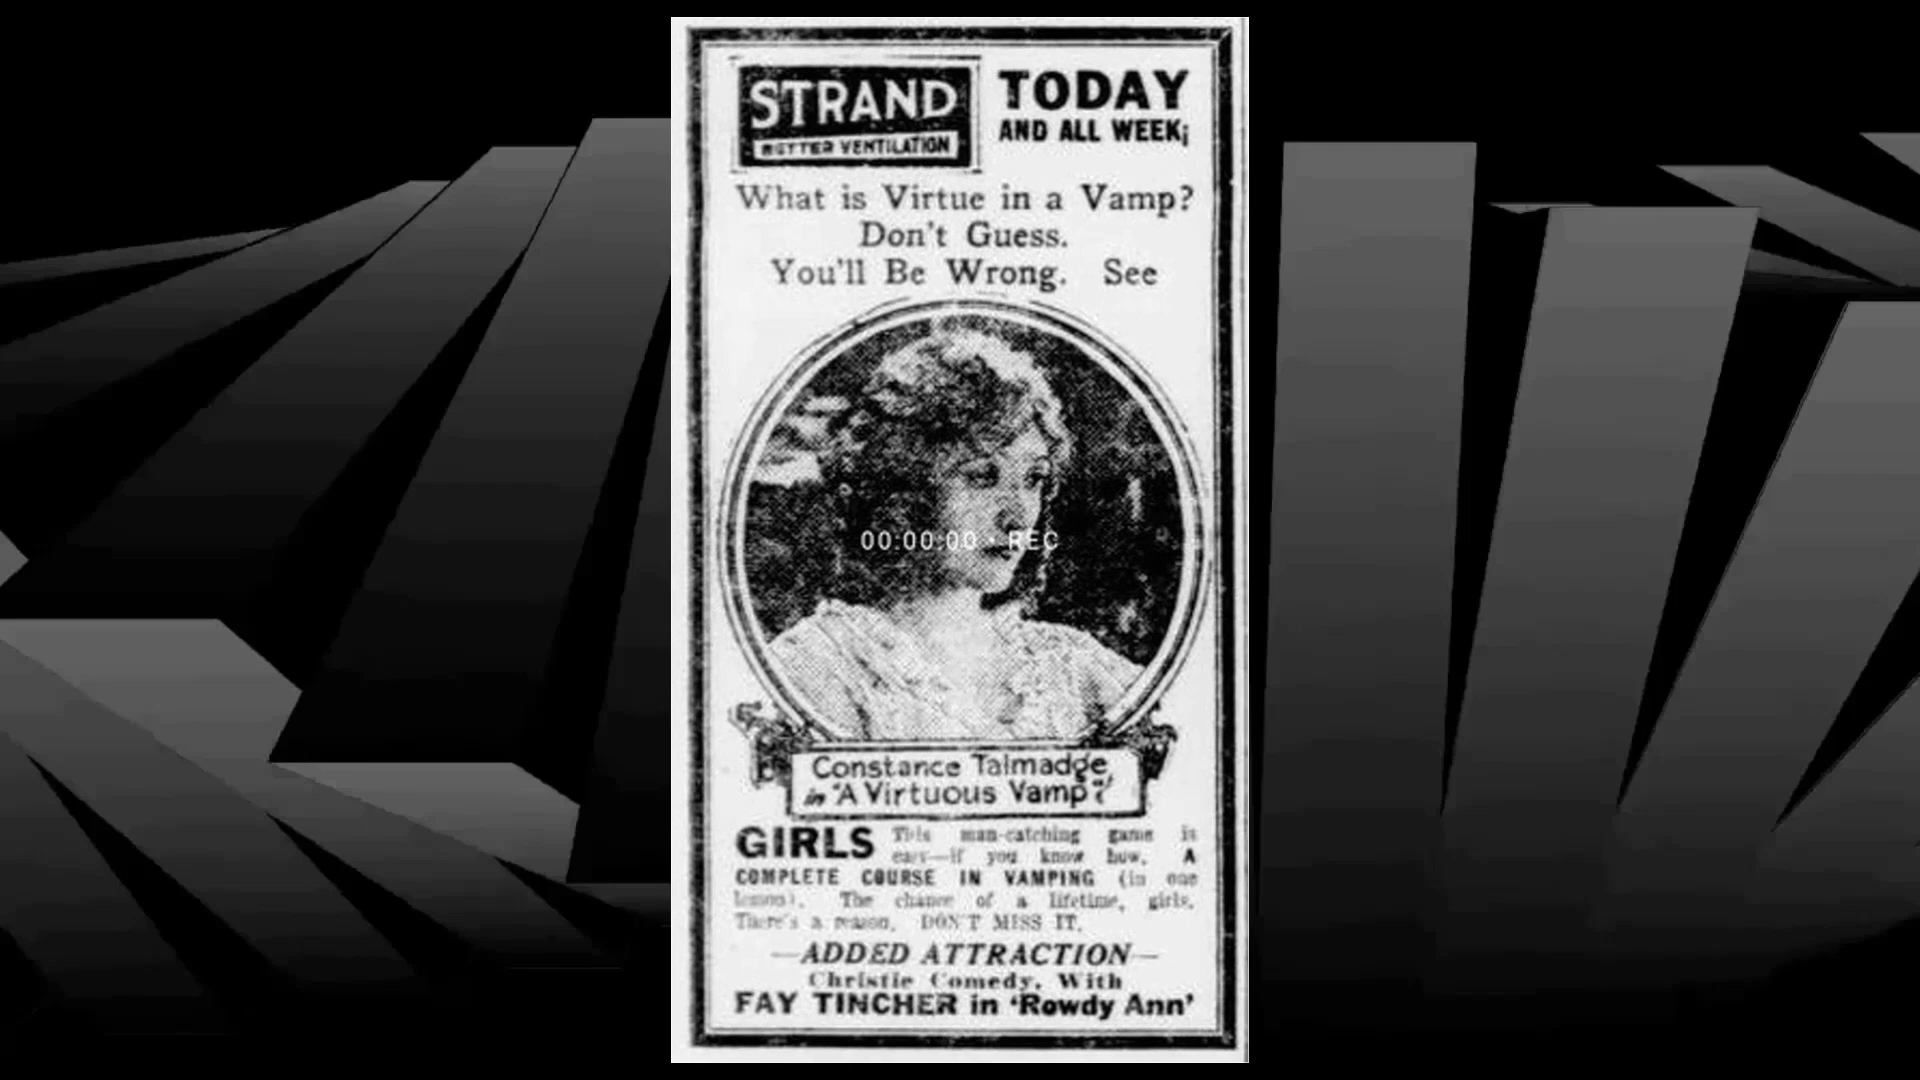 STRAND
BETTER VENTILATION
TODAY
AND ALL WEEK
What is Virtue in a Vamp?
Don't Guess.
You'll Be Wrong. See
00:00:00 • REC
Constance Talmadge
in "A Virtuous Vamp"
GIRLS This man-catching game is
easy—if you know how. A
COMPLETE COURSE IN VAMPING (in one
lesson). The chance of a lifetime, girls.
There's a reason. DON'T MISS IT.
—ADDED ATTRACTION—
Christie Comedy, With
FAY TINCHER in 'Rowdy Ann'